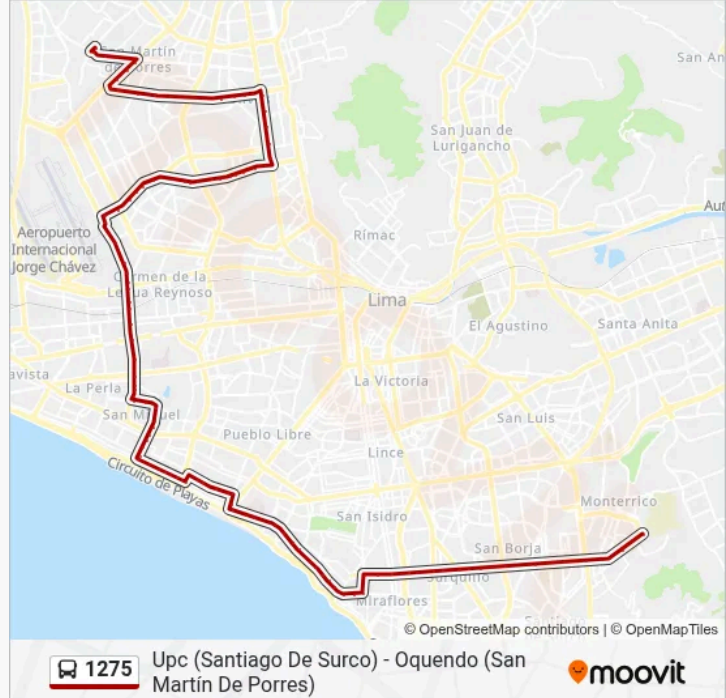 San Martín
de Porres
San An
San Juan de
Lurigancho
Aut
Aeropuerto
Internacional
Jorge Chávez
Rímac
Carmen de la
Legua Reynoso
Lima
El Agustino
Santa Anita
avista
La Perla
La Victoria
San Miguel
San Luis
Pueblo Libre
Lince
Circuito de Playas
Monterrico
San Isidro
San Borja
Surquillo
Miraflores
© OpenStreetMap contributors | © OpenMapTiles
1275
Upc (Santiago De Surco) - Oquendo (San
Martín De Porres)
moovit